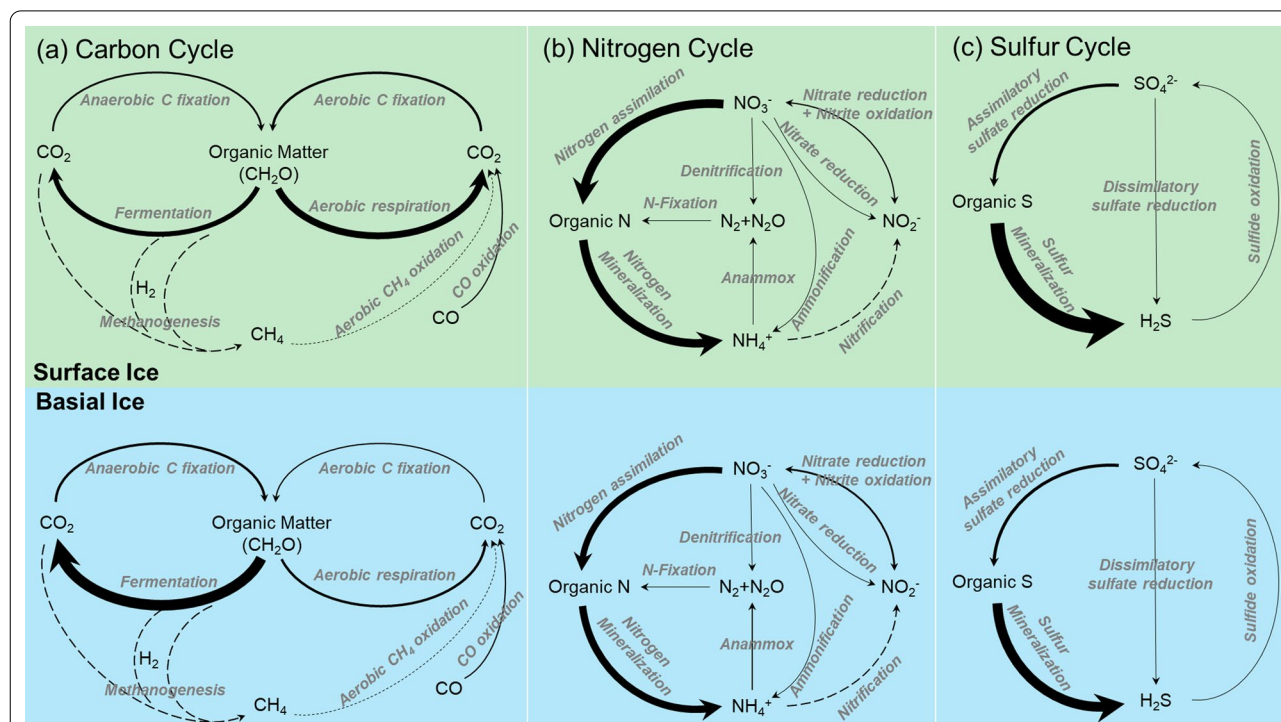 (a) Carbon Cycle
Anaerobic C fixation
Aerobic C fixation
CO₂
Organic Matter
(CH₂O)
CO₂
Fermentation
Aerobic respiration
H₂
Methanogenesis
CH₄
Aerobic CH₄ oxidation
CO oxidation
CO
(b) Nitrogen Cycle
Nitrogen assimilation
NO₃⁻
Nitrate reduction
+ Nitrite oxidation
Nitrate reduction
Denitrification
Organic N
N-Fixation
N₂+N₂O
NO₂⁻
Nitrogen
Mineralization
Anammox
Ammonification
Nitrification
NH₄⁺
(c) Sulfur Cycle
Assimilatory
sulfate reduction
SO₄²⁻
Organic S
Dissimilatory
sulfate reduction
Sulfide oxidation
Sulfur
Mineralization
H₂S
Surface Ice
Basial Ice
Anaerobic C fixation
Aerobic C fixation
CO₂
Organic Matter
(CH₂O)
CO₂
Fermentation
Aerobic respiration
H₂
Methanogenesis
CH₄
Aerobic CH₄ oxidation
CO oxidation
CO
Nitrogen assimilation
NO₃⁻
Nitrate reduction
+ Nitrite oxidation
Nitrate reduction
Denitrification
Organic N
N-Fixation
N₂+N₂O
NO₂⁻
Nitrogen
Mineralization
Anammox
Ammonification
Nitrification
NH₄⁺
Assimilatory
sulfate reduction
SO₄²⁻
Organic S
Dissimilatory
sulfate reduction
Sulfide oxidation
Sulfur
Mineralization
H₂S